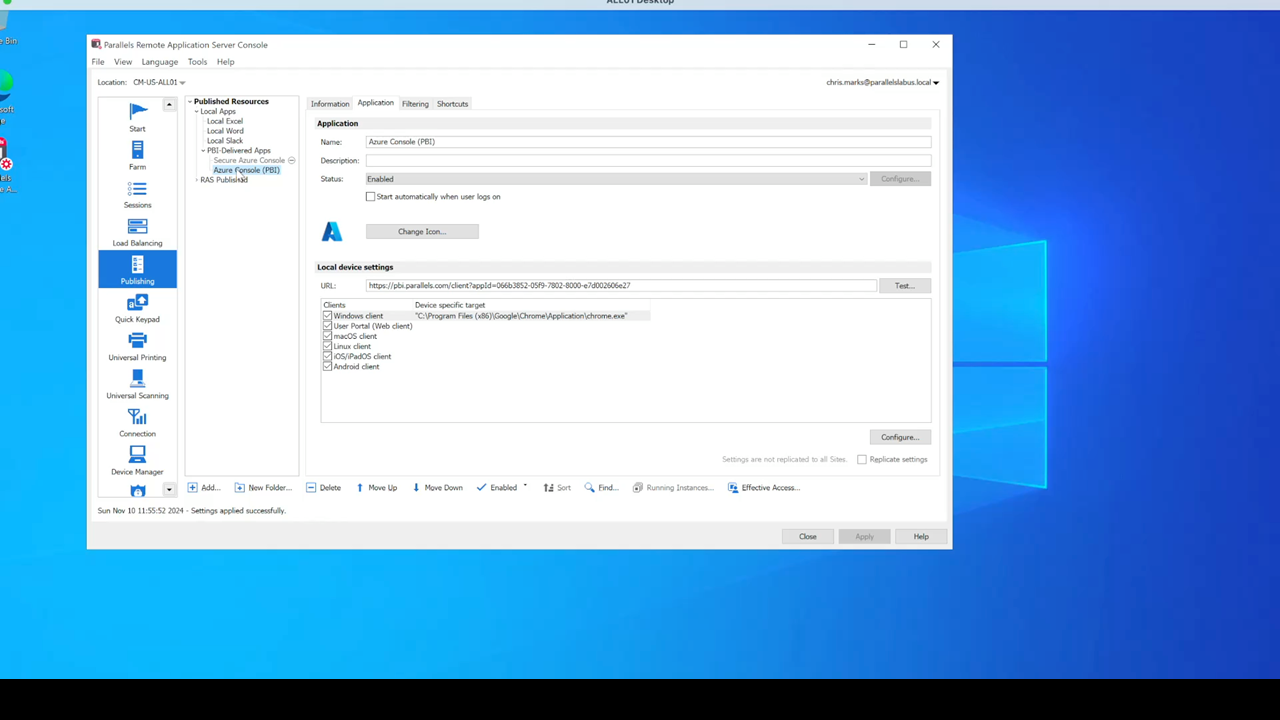 ALL01Desktop
e Bin
soft
e
els
e A...
Parallels Remote Application Server Console
File View Language Tools Help
Location: CM-US-ALL01
chris.marks@parallelslabus.local
Start
Farm
Sessions
Load Balancing
Publishing
Quick Keypad
Universal Printing
Universal Scanning
Connection
Device Manager
Published Resources
Local Apps
Local Excel
Local Word
Local Slack
PBI-Delivered Apps
Secure Azure Console
Azure Console (PBI)
RAS Published
Information Application Filtering Shortcuts
Application
Name: Azure Console (PBI)
Description:
Status: Enabled Configure...
Start automatically when user logs on
Change Icon...
Local device settings
URL: https://pbi.parallels.com/client?appId=066b3852-05f9-7802-8000-e7d002606e27 Test...
Clients Device specific target
Windows client "C:\Program Files (x86)\Google\Chrome\Application\chrome.exe"
User Portal (Web client)
macOS client
Linux client
iOS/iPadOS client
Android client
Configure...
Settings are not replicated to all Sites. Replicate settings
Add... New Folder... Delete Move Up Move Down Enabled Sort Find... Running Instances... Effective Access...
Sun Nov 10 11:55:52 2024 - Settings applied successfully.
Close Apply Help